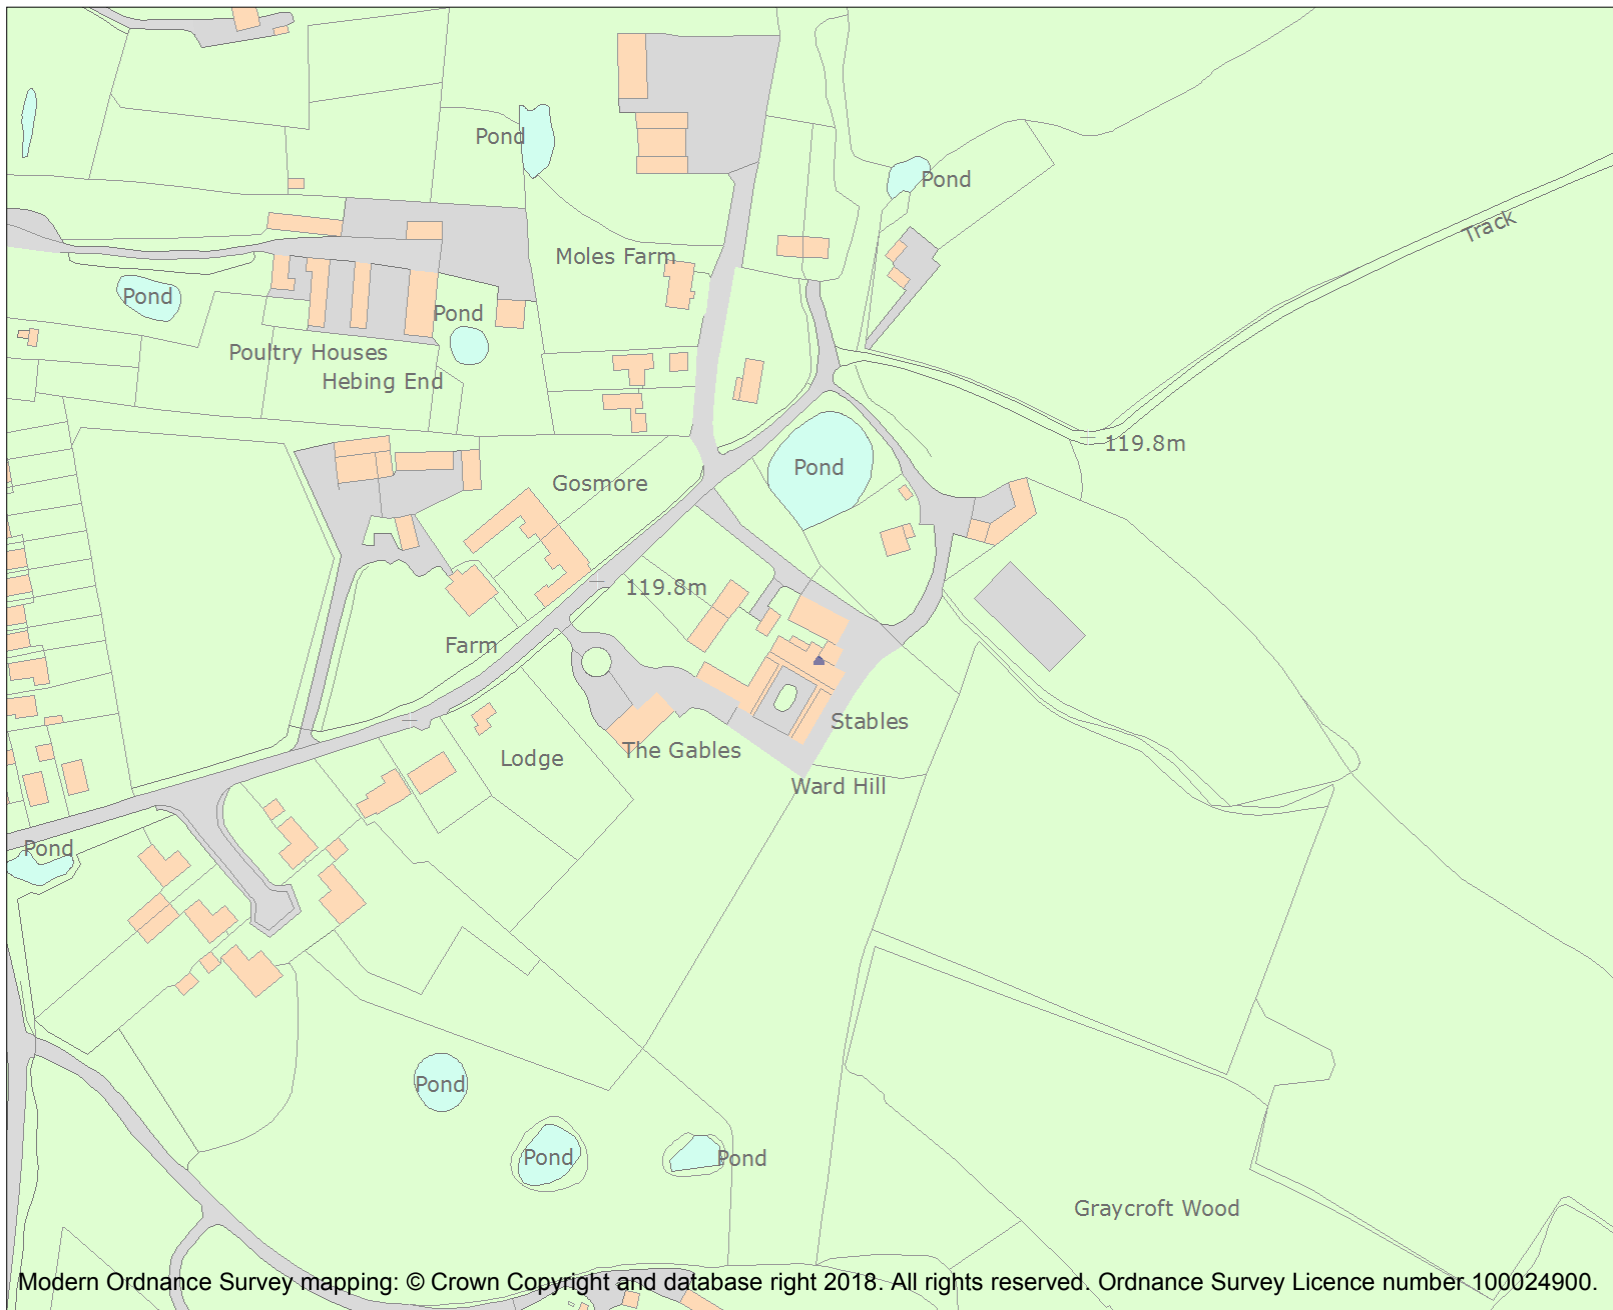 Pond
Pond
Track
Moles Farm
Pond
Pond
Poultry Houses
Hebing End
119.8m
Pond
Gosmore
119.8m
Farm
Stables
The Gables
Lodge
Ward Hill
Pond
Pond
Pond
Pond
Graycroft Wood
Modern Ordnance Survey mapping: © Crown Copyright and database right 2018. All rights reserved. Ordnance Survey Licence number 100024900.